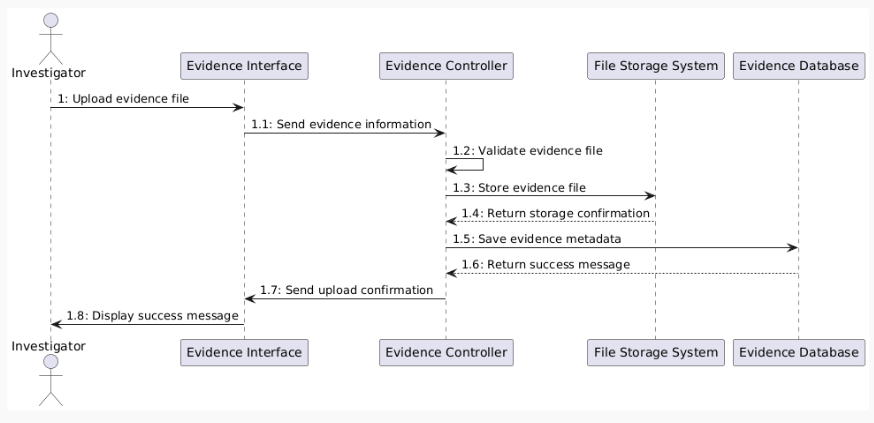 Investigator
Evidence Interface
Evidence Controller
File Storage System
Evidence Database
1: Upload evidence file
1.1: Send evidence information
1.2: Validate evidence file
1.3: Store evidence file
1.4: Return storage confirmation
1.5: Save evidence metadata
1.6: Return success message
1.7: Send upload confirmation
1.8: Display success message
Investigator
Evidence Interface
Evidence Controller
File Storage System
Evidence Database